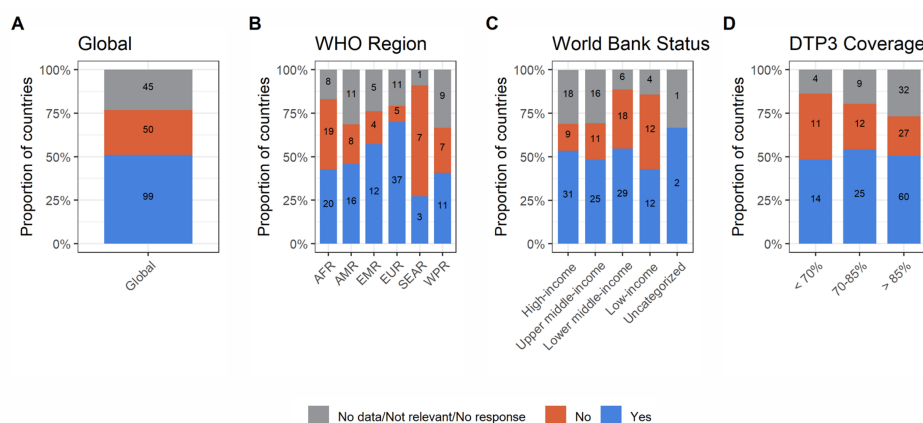 A
Global
Proportion of countries
100%
75%
50%
25%
0%
45
50
99
Global
B
WHO Region
Proportion of countries
100%
75%
50%
25%
0%
8 11 5 11 1 9
19 8 4 5 7 7
20 16 12 37 3 11
AFR AMR EMR EUR SEAR WPR
C
World Bank Status
Proportion of countries
100%
75%
50%
25%
0%
18 16 6 4 1
9 11 18 12
31 25 29 12 2
High-income
Upper middle-income
Lower middle-income
Low-income
Uncategorized
D
DTP3 Coverage
Proportion of countries
100%
75%
50%
25%
0%
4 9 32
11 12 27
14 25 60
< 70% 70-85% > 85%
No data/Not relevant/No response No Yes